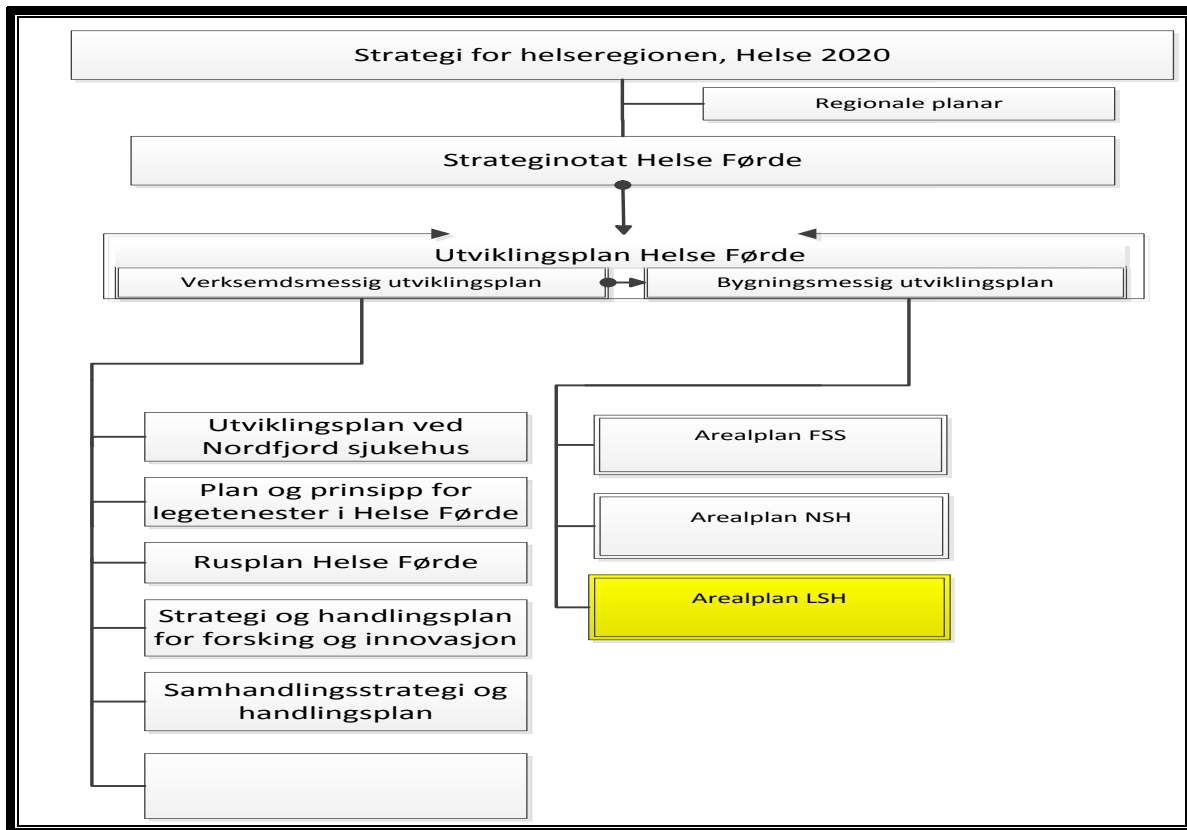 Strategi for helseregionen, Helse 2020
Regionale planar
Strateginotat Helse Førde
Utviklingsplan Helse Førde
Verksemdsmessig utviklingsplan
Bygningsmessig utviklingsplan
Utviklingsplan ved
Nordfjord sjukehus
Plan og prinsipp for
legetenester i Helse Førde
Rusplan Helse Førde
Strategi og handlingsplan
for forsking og innovasjon
Samhandlingsstrategi og
handlingsplan
Arealplan FSS
Arealplan NSH
Arealplan LSH